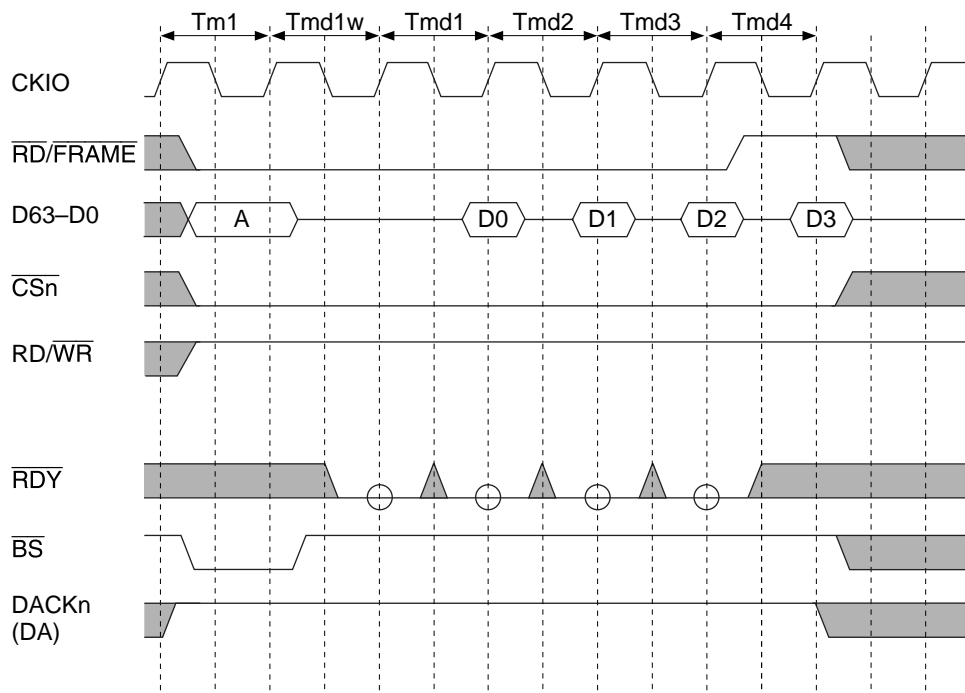 Tm1 Tmd1w Tmd1 Tmd2 Tmd3 Tmd4
CKIO
RD/FRAME
D63–D0 A D0 D1 D2 D3
CSn
RD/WR
RDY
BS
DACKn
(DA)